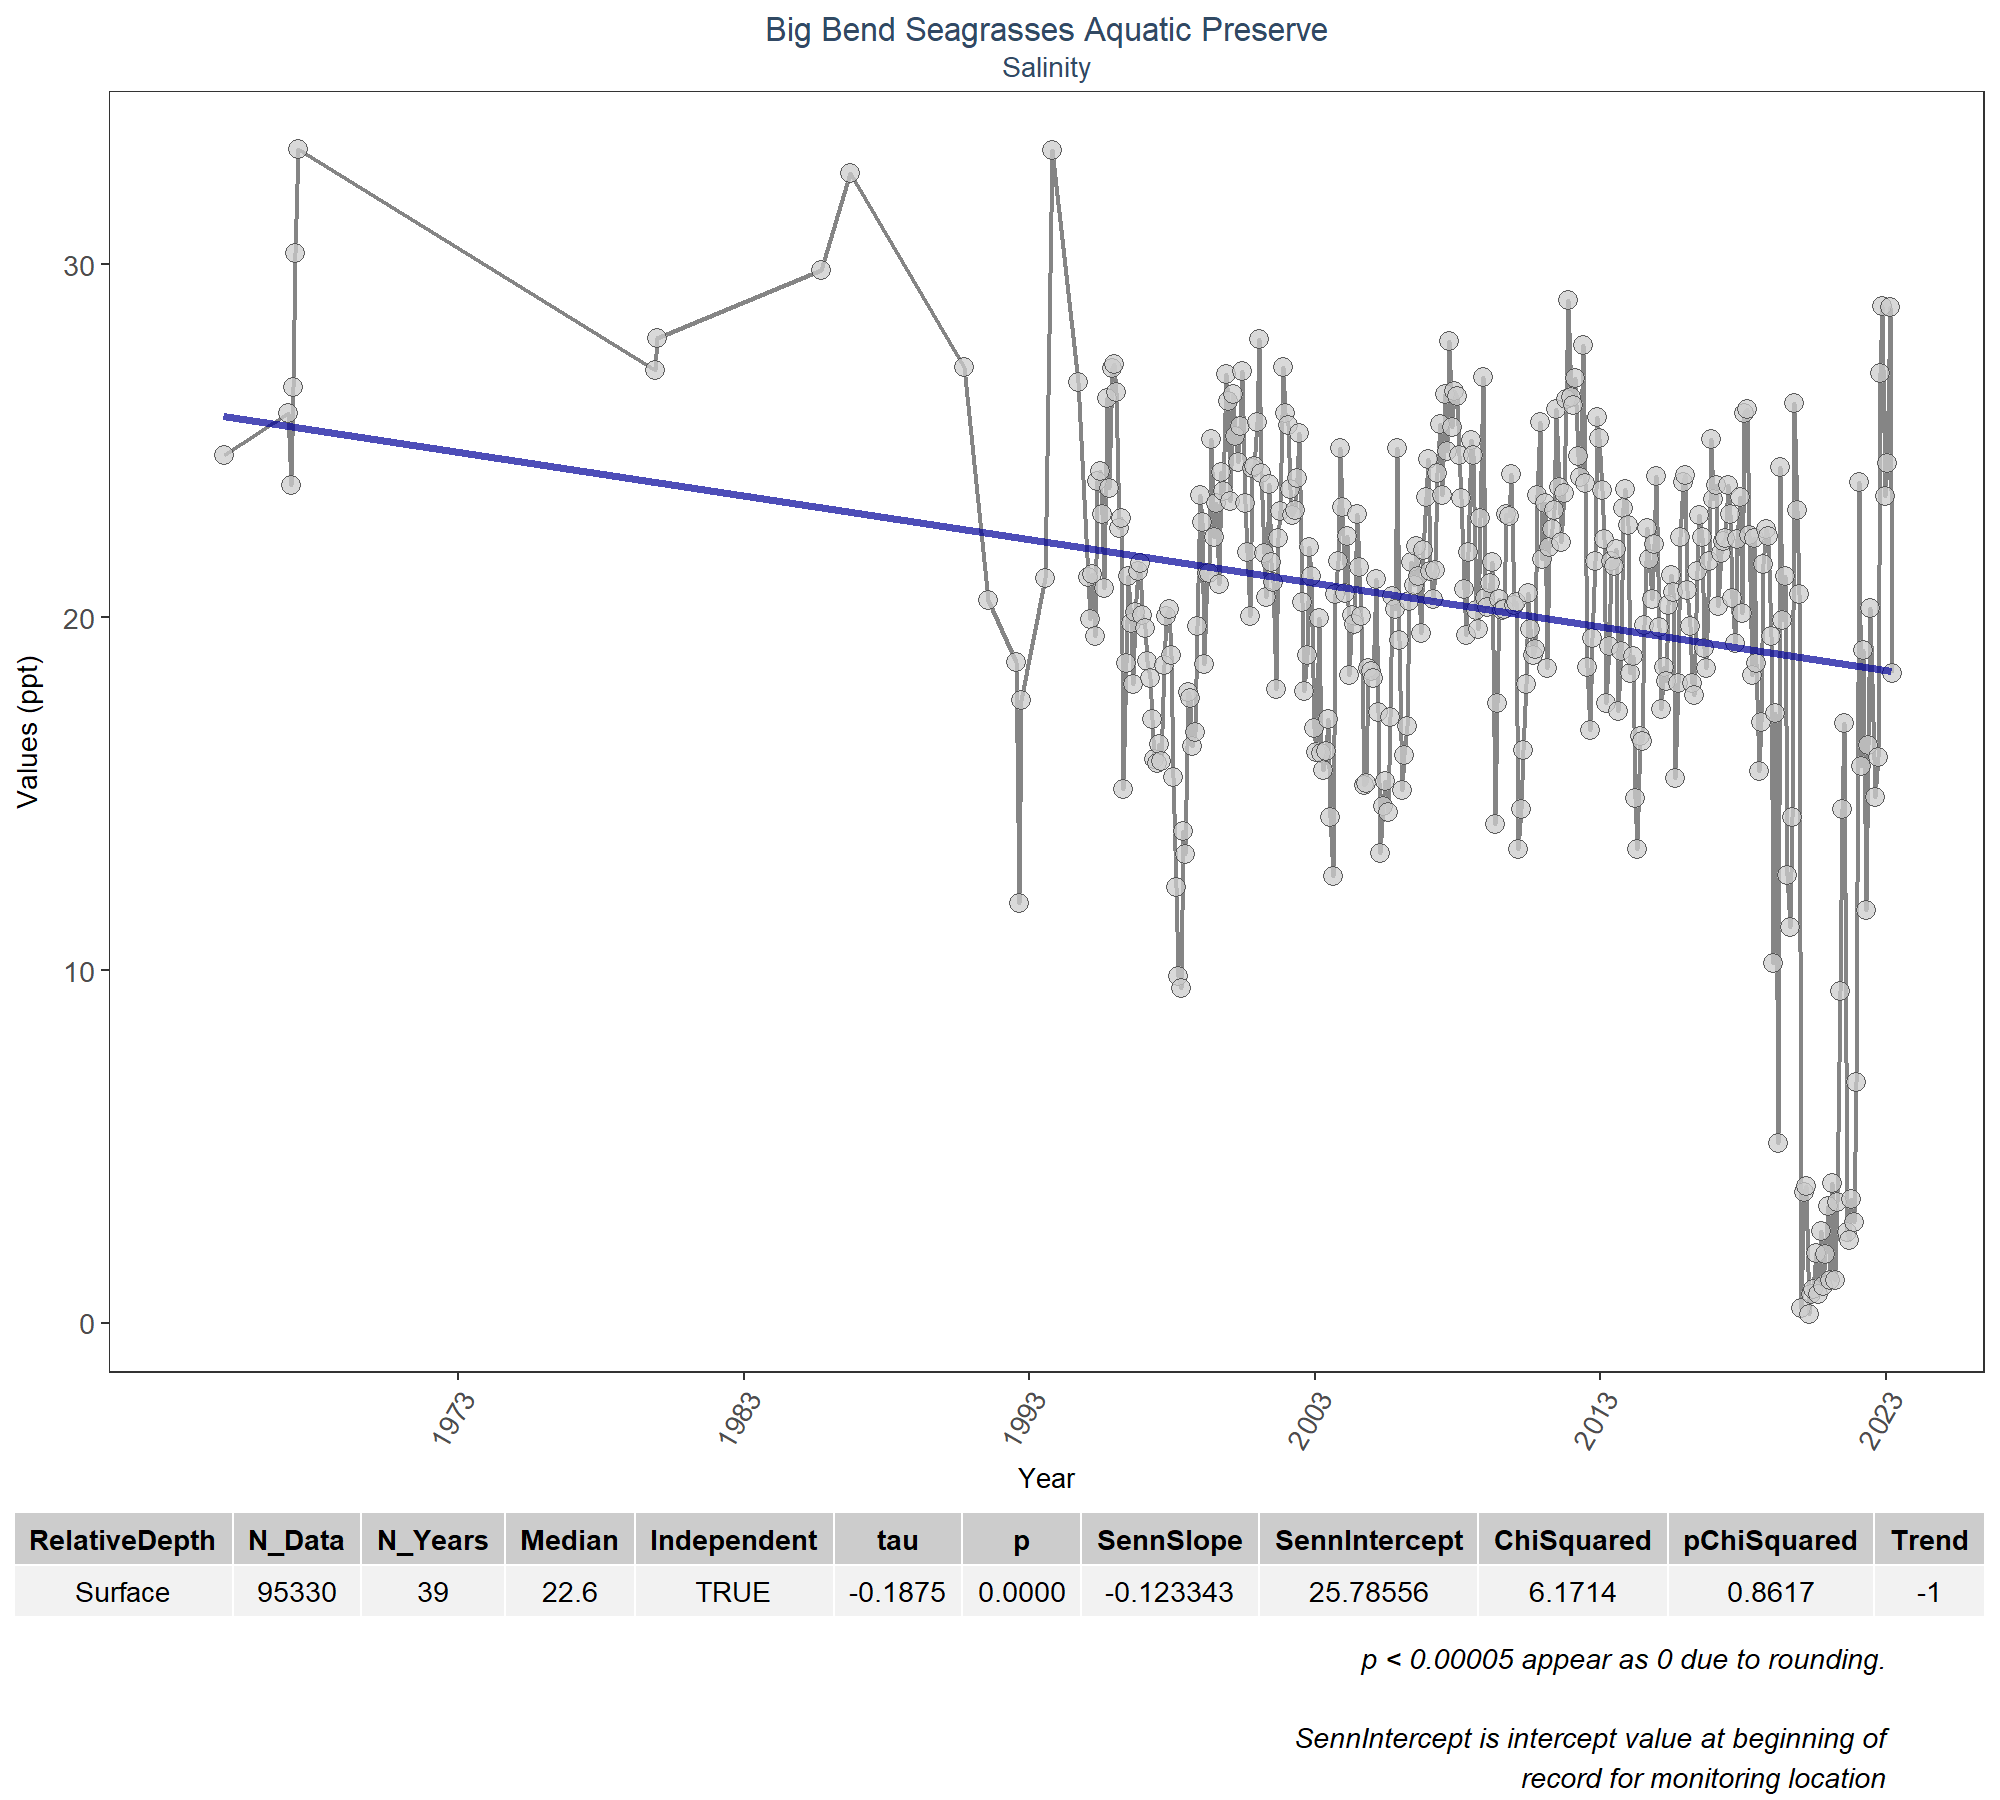 Big Bend Seagrasses Aquatic Preserve
Salinity
Values (ppt)
30
20
10
0
1973
1983
1993
2003
2013
2023
Year
RelativeDepth N_Data N_Years Median Independent tau p SennSlope SennIntercept ChiSquared pChiSquared Trend
Surface 95330 39 22.6 TRUE -0.1875 0.0000 -0.123343 25.78556 6.1714 0.8617 -1
p < 0.00005 appear as 0 due to rounding.
SennIntercept is intercept value at beginning of
record for monitoring location